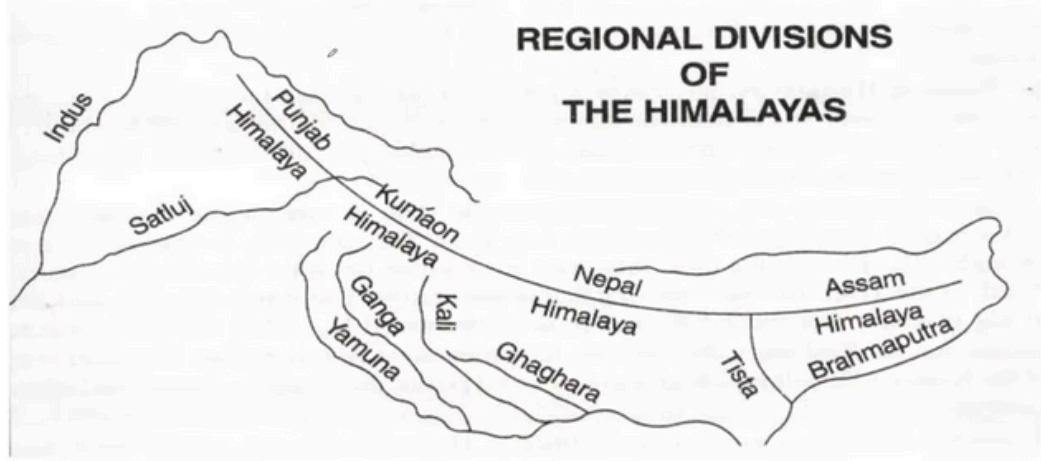 REGIONAL DIVISIONS
OF
THE HIMALAYAS
Indus
Punjab
Himalaya
Satluj
Kumáon
Himalaya
Nepal
Himalaya
Assam
Himalaya
Brahmaputra
Ganga
Yamuna
Kali
Ghaghara
Tista